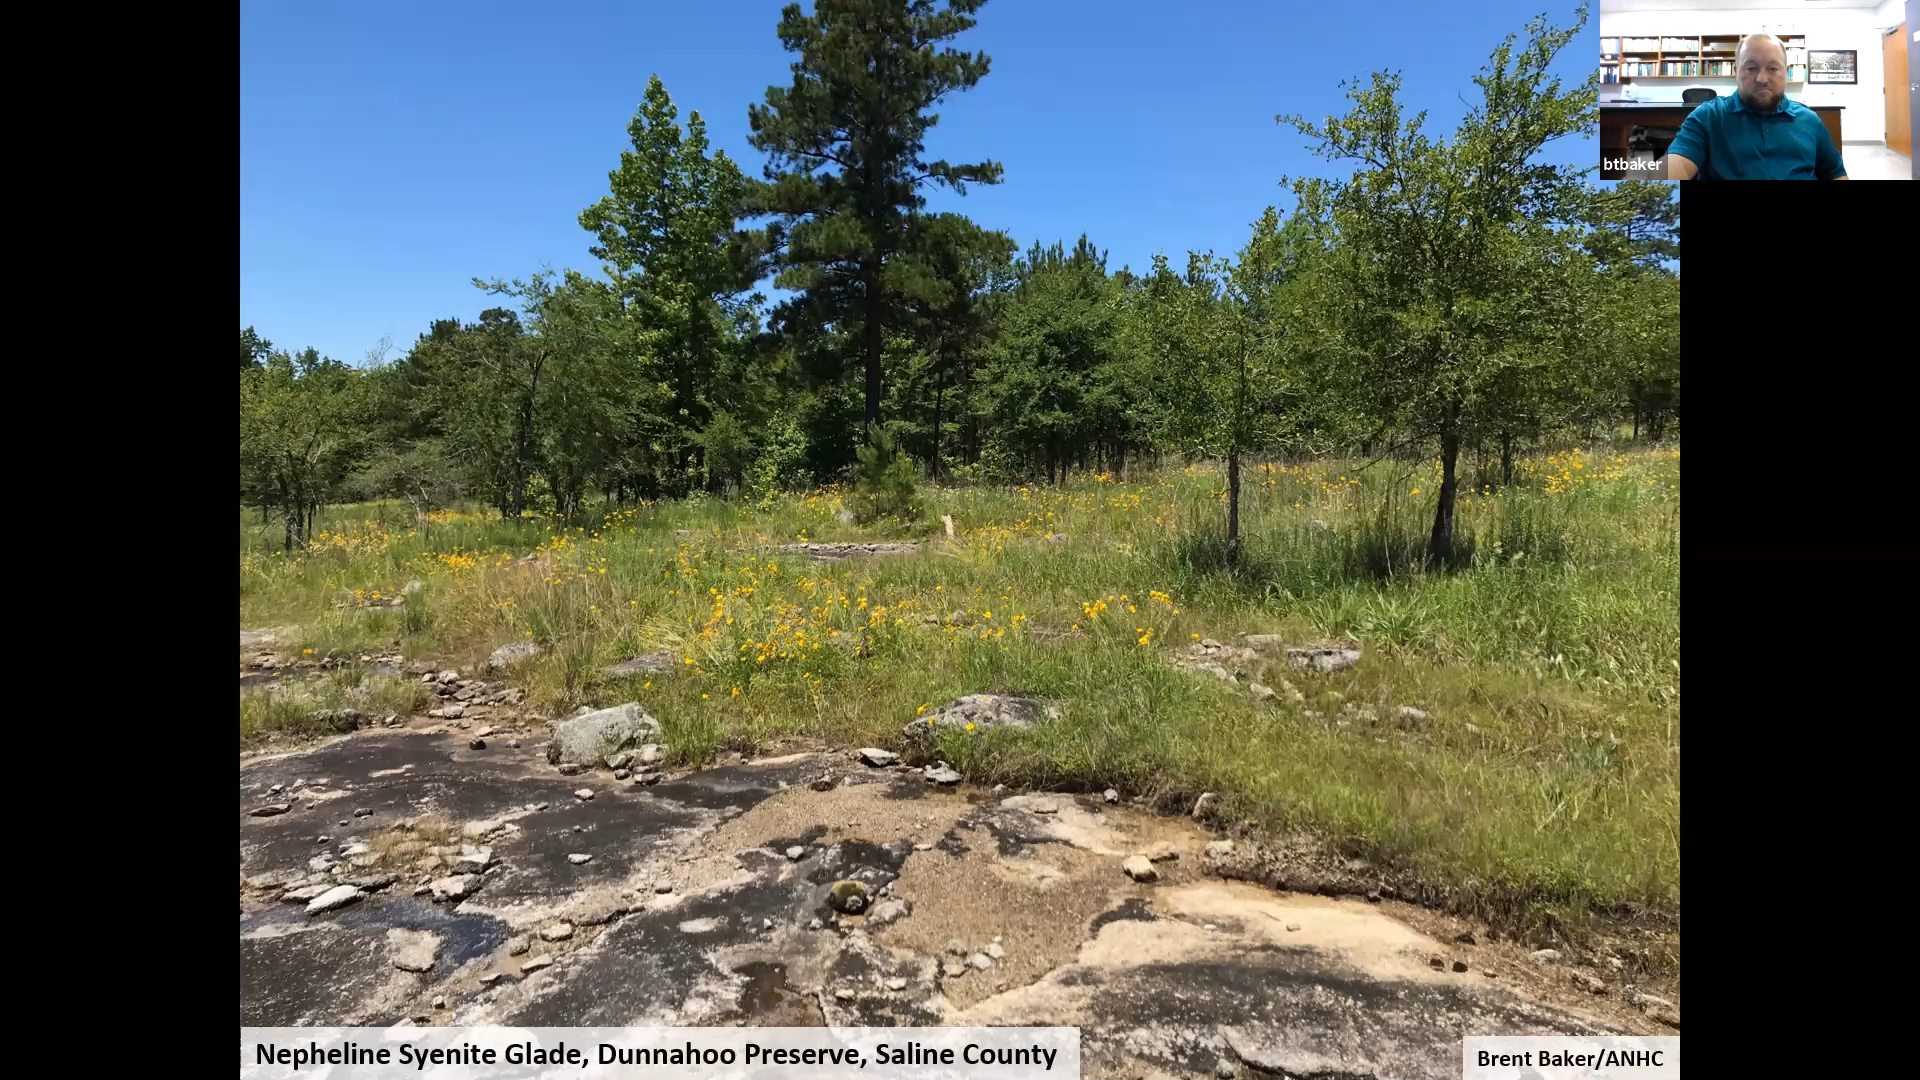 btbaker
Nepheline Syenite Glade, Dunnahoo Preserve, Saline County
Brent Baker/ANHC